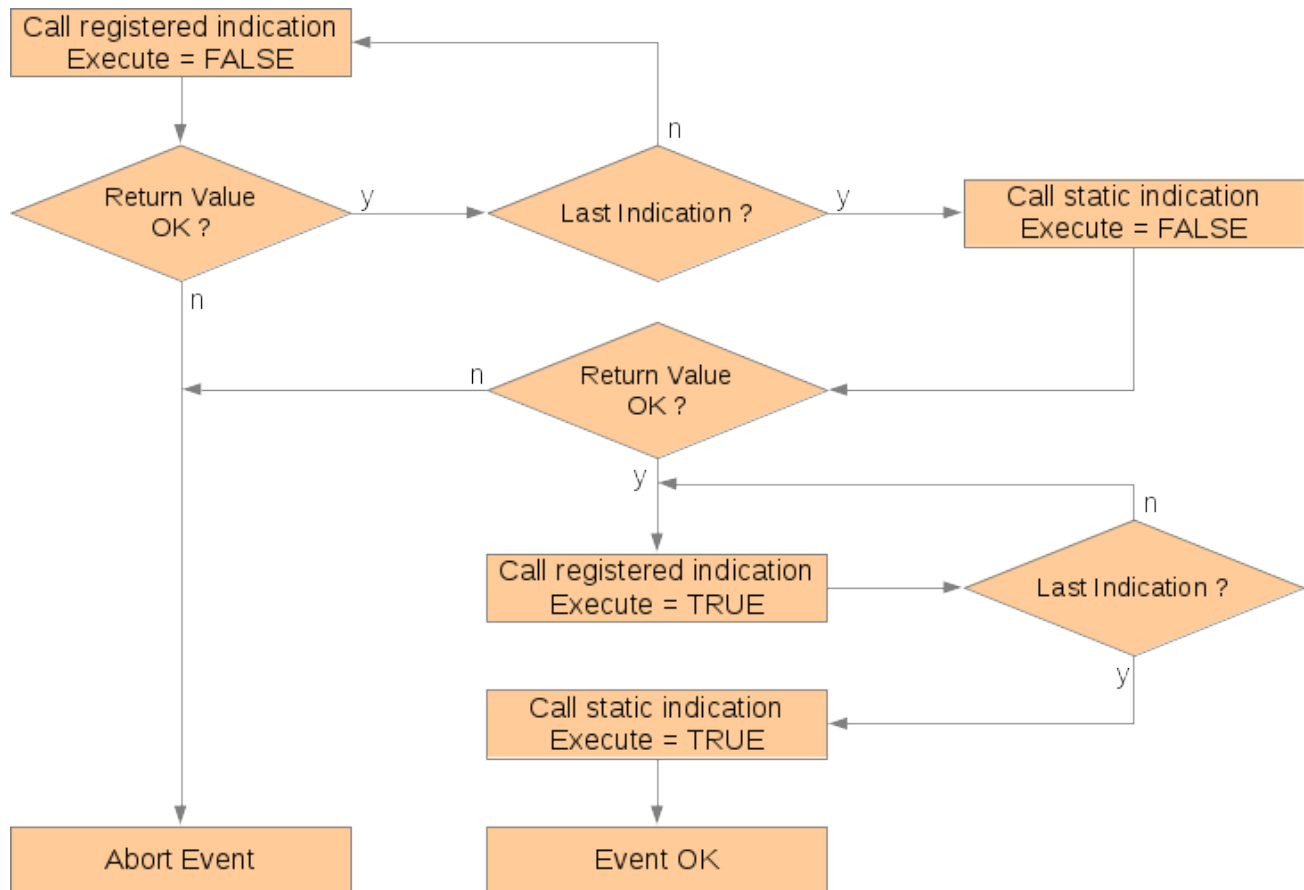 Call registered indication
Execute = FALSE
n
Return Value
OK ?
y
Last Indication ?
y
Call static indication
Execute = FALSE
n
n
Return Value
OK ?
y
n
Call registered indication
Execute = TRUE
Last Indication ?
y
Call static indication
Execute = TRUE
Abort Event
Event OK